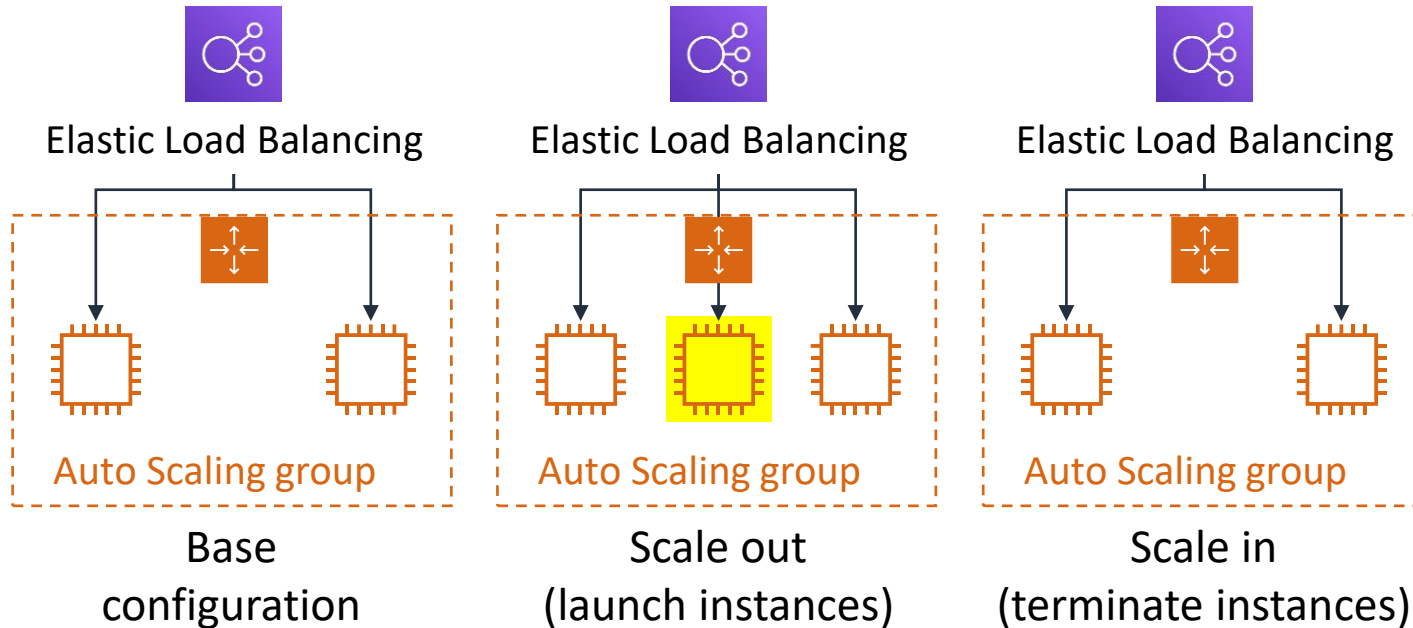 Elastic Load Balancing
Auto Scaling group
Base
configuration
Elastic Load Balancing
Auto Scaling group
Scale out
(launch instances)
Elastic Load Balancing
Auto Scaling group
Scale in
(terminate instances)